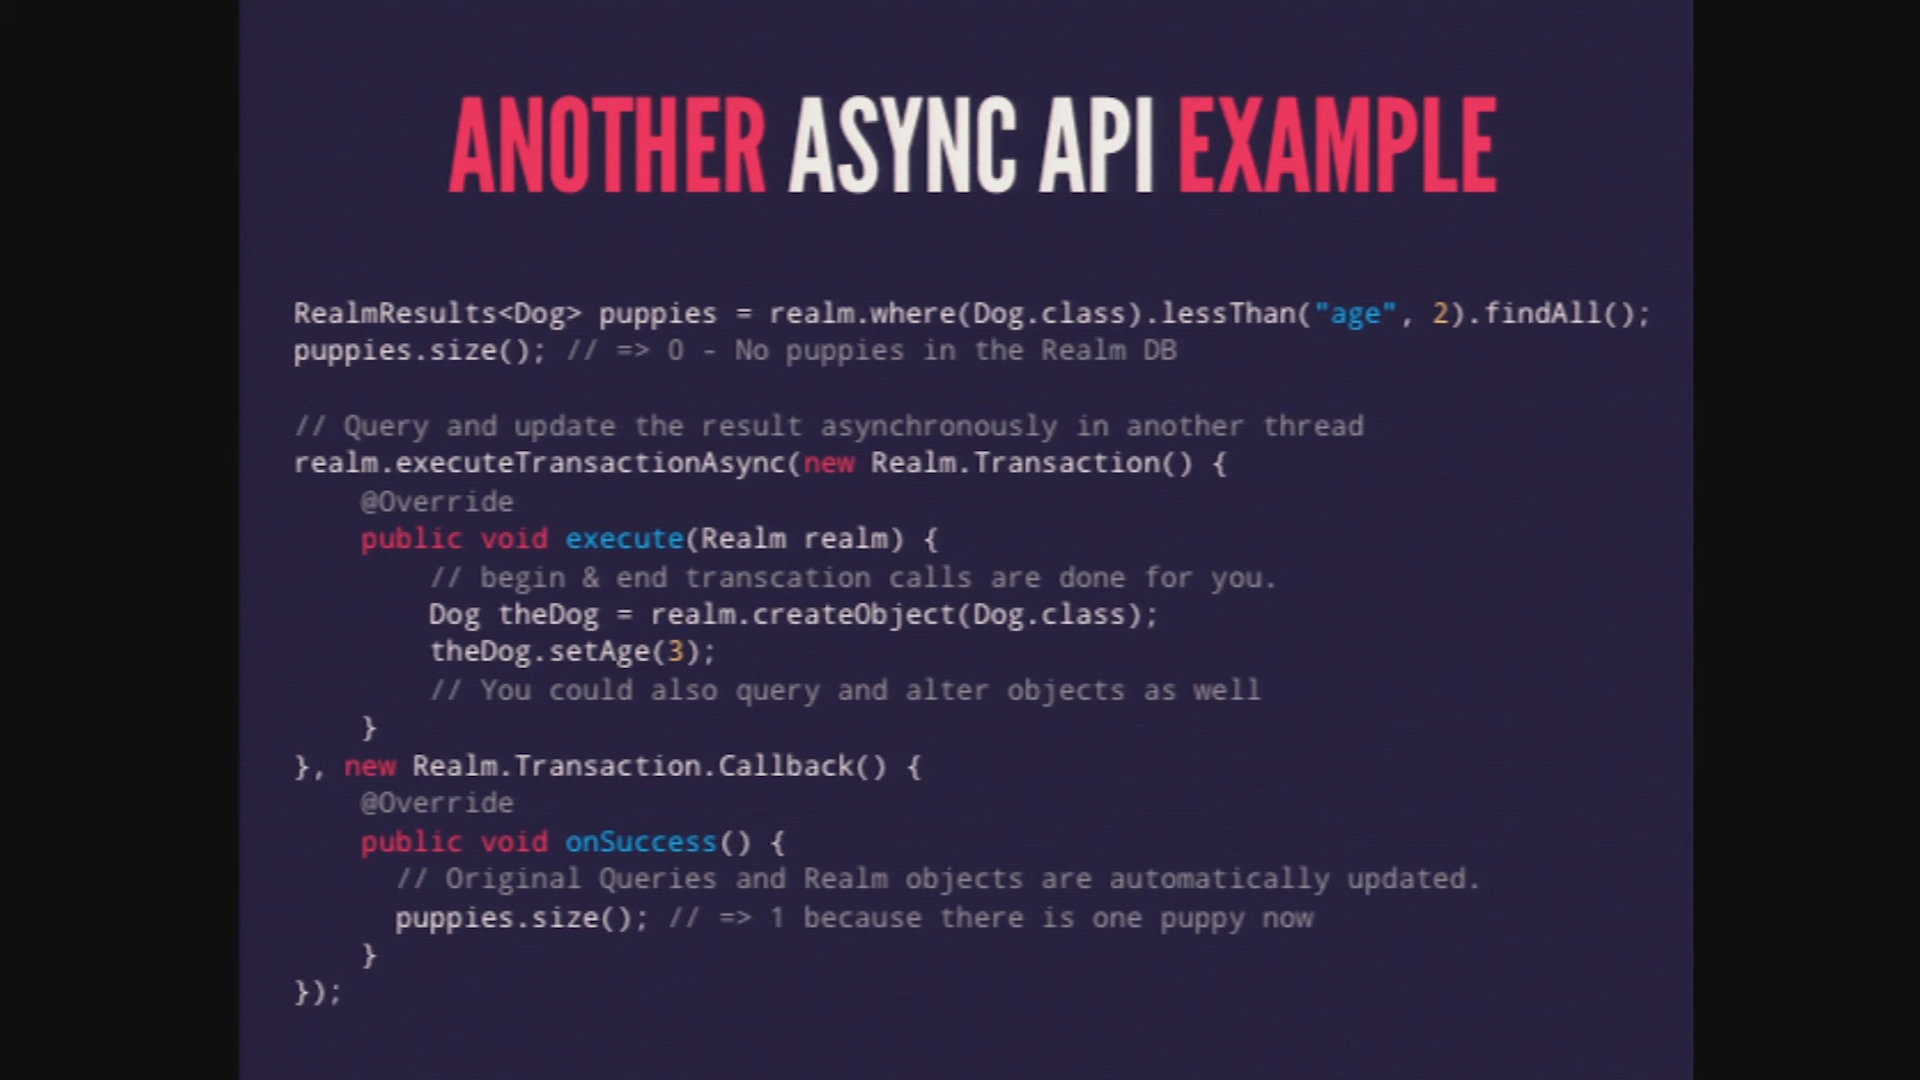 ANOTHER ASYNC API EXAMPLE
RealmResults<Dog> puppies = realm.where(Dog.class).lessThan("age", 2).findAll();
puppies.size(); // => 0 - No puppies in the Realm DB
// Query and update the result asynchronously in another thread
realm.executeTransactionAsync(new Realm.Transaction() {
@Override
public void execute(Realm realm) {
// begin & end transcation calls are done for you.
Dog theDog = realm.createObject(Dog.class);
theDog.setAge(3);
// You could also query and alter objects as well
}
}, new Realm.Transaction.Callback() {
@Override
public void onSuccess() {
// Original Queries and Realm objects are automatically updated.
puppies.size(); // => 1 because there is one puppy now
}
});